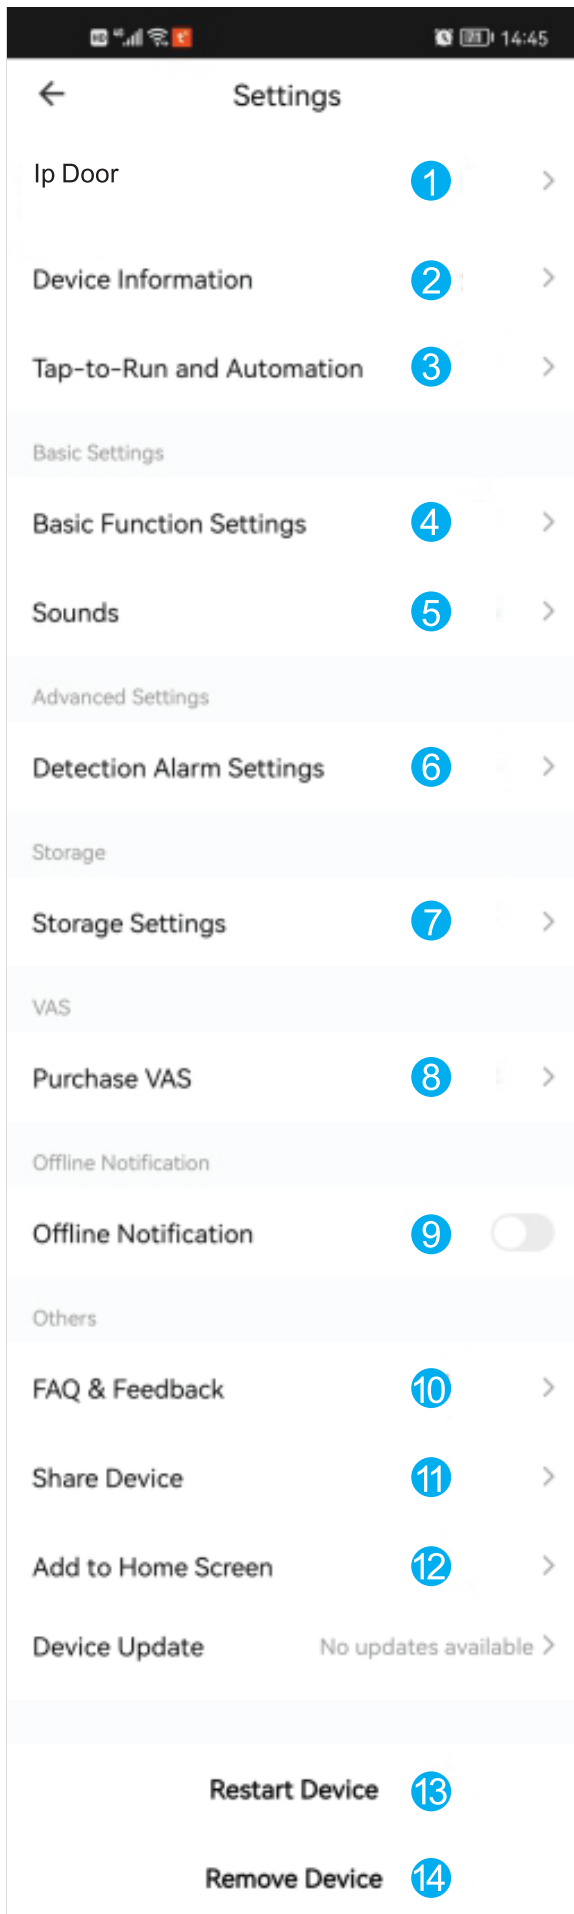 14:45
Settings
Ip Door 1
Device Information 2
Tap-to-Run and Automation 3
Basic Settings
Basic Function Settings 4
Sounds 5
Advanced Settings
Detection Alarm Settings 6
Storage
Storage Settings 7
VAS
Purchase VAS 8
Offline Notification
Offline Notification 9
Others
FAQ & Feedback 10
Share Device 11
Add to Home Screen 12
Device Update No updates available
Restart Device 13
Remove Device 14